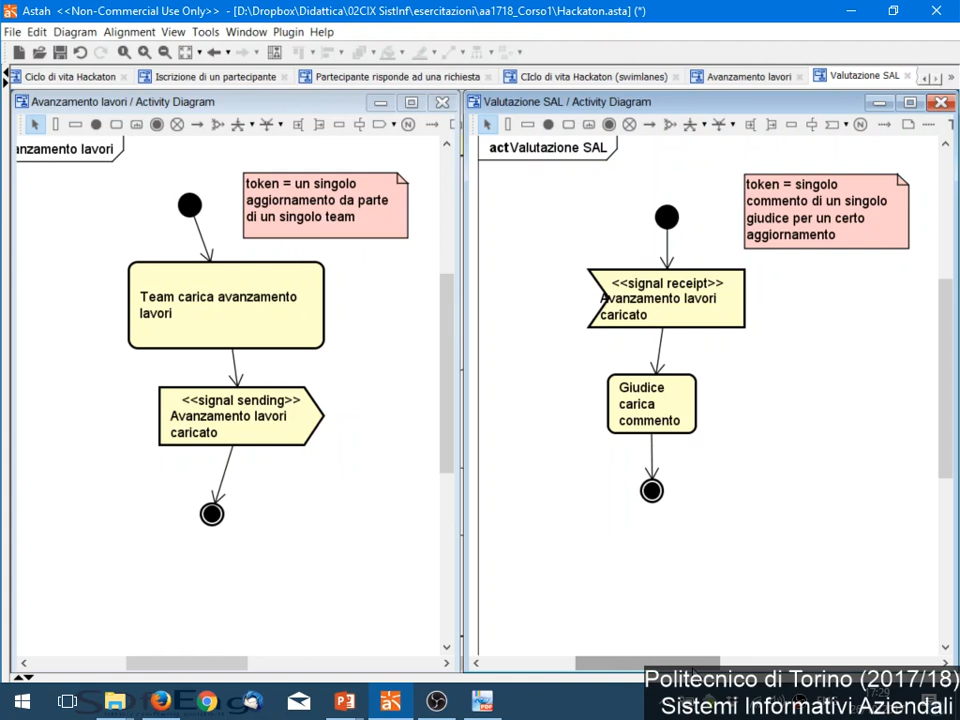 Astah <<Non-Commercial Use Only>> - [D:\Dropbox\Didattica\02CIX SistInf\esercitazioni\aa1718_Corso1\Hackaton.asta] (*)
File Edit Diagram Alignment View Tools Window Plugin Help
Ciclo di vita Hackaton
Iscrizione di un partecipante
Partecipante risponde ad una richiesta
CIclo di vita Hackaton (swimlanes)
Avanzamento lavori
Valutazione SAL
Avanzamento lavori / Activity Diagram
anzamento lavori
token = un singolo
aggiornamento da parte
di un singolo team
Team carica avanzamento
lavori
<<signal sending>>
Avanzamento lavori
caricato
Valutazione SAL / Activity Diagram
act Valutazione SAL
token = singolo
commento di un singolo
giudice per un certo
aggiornamento
<<signal receipt>>
Avanzamento lavori
caricato
Giudice
carica
commento
Politecnico di Torino (2017/18)
Sistemi Informativi Aziendali